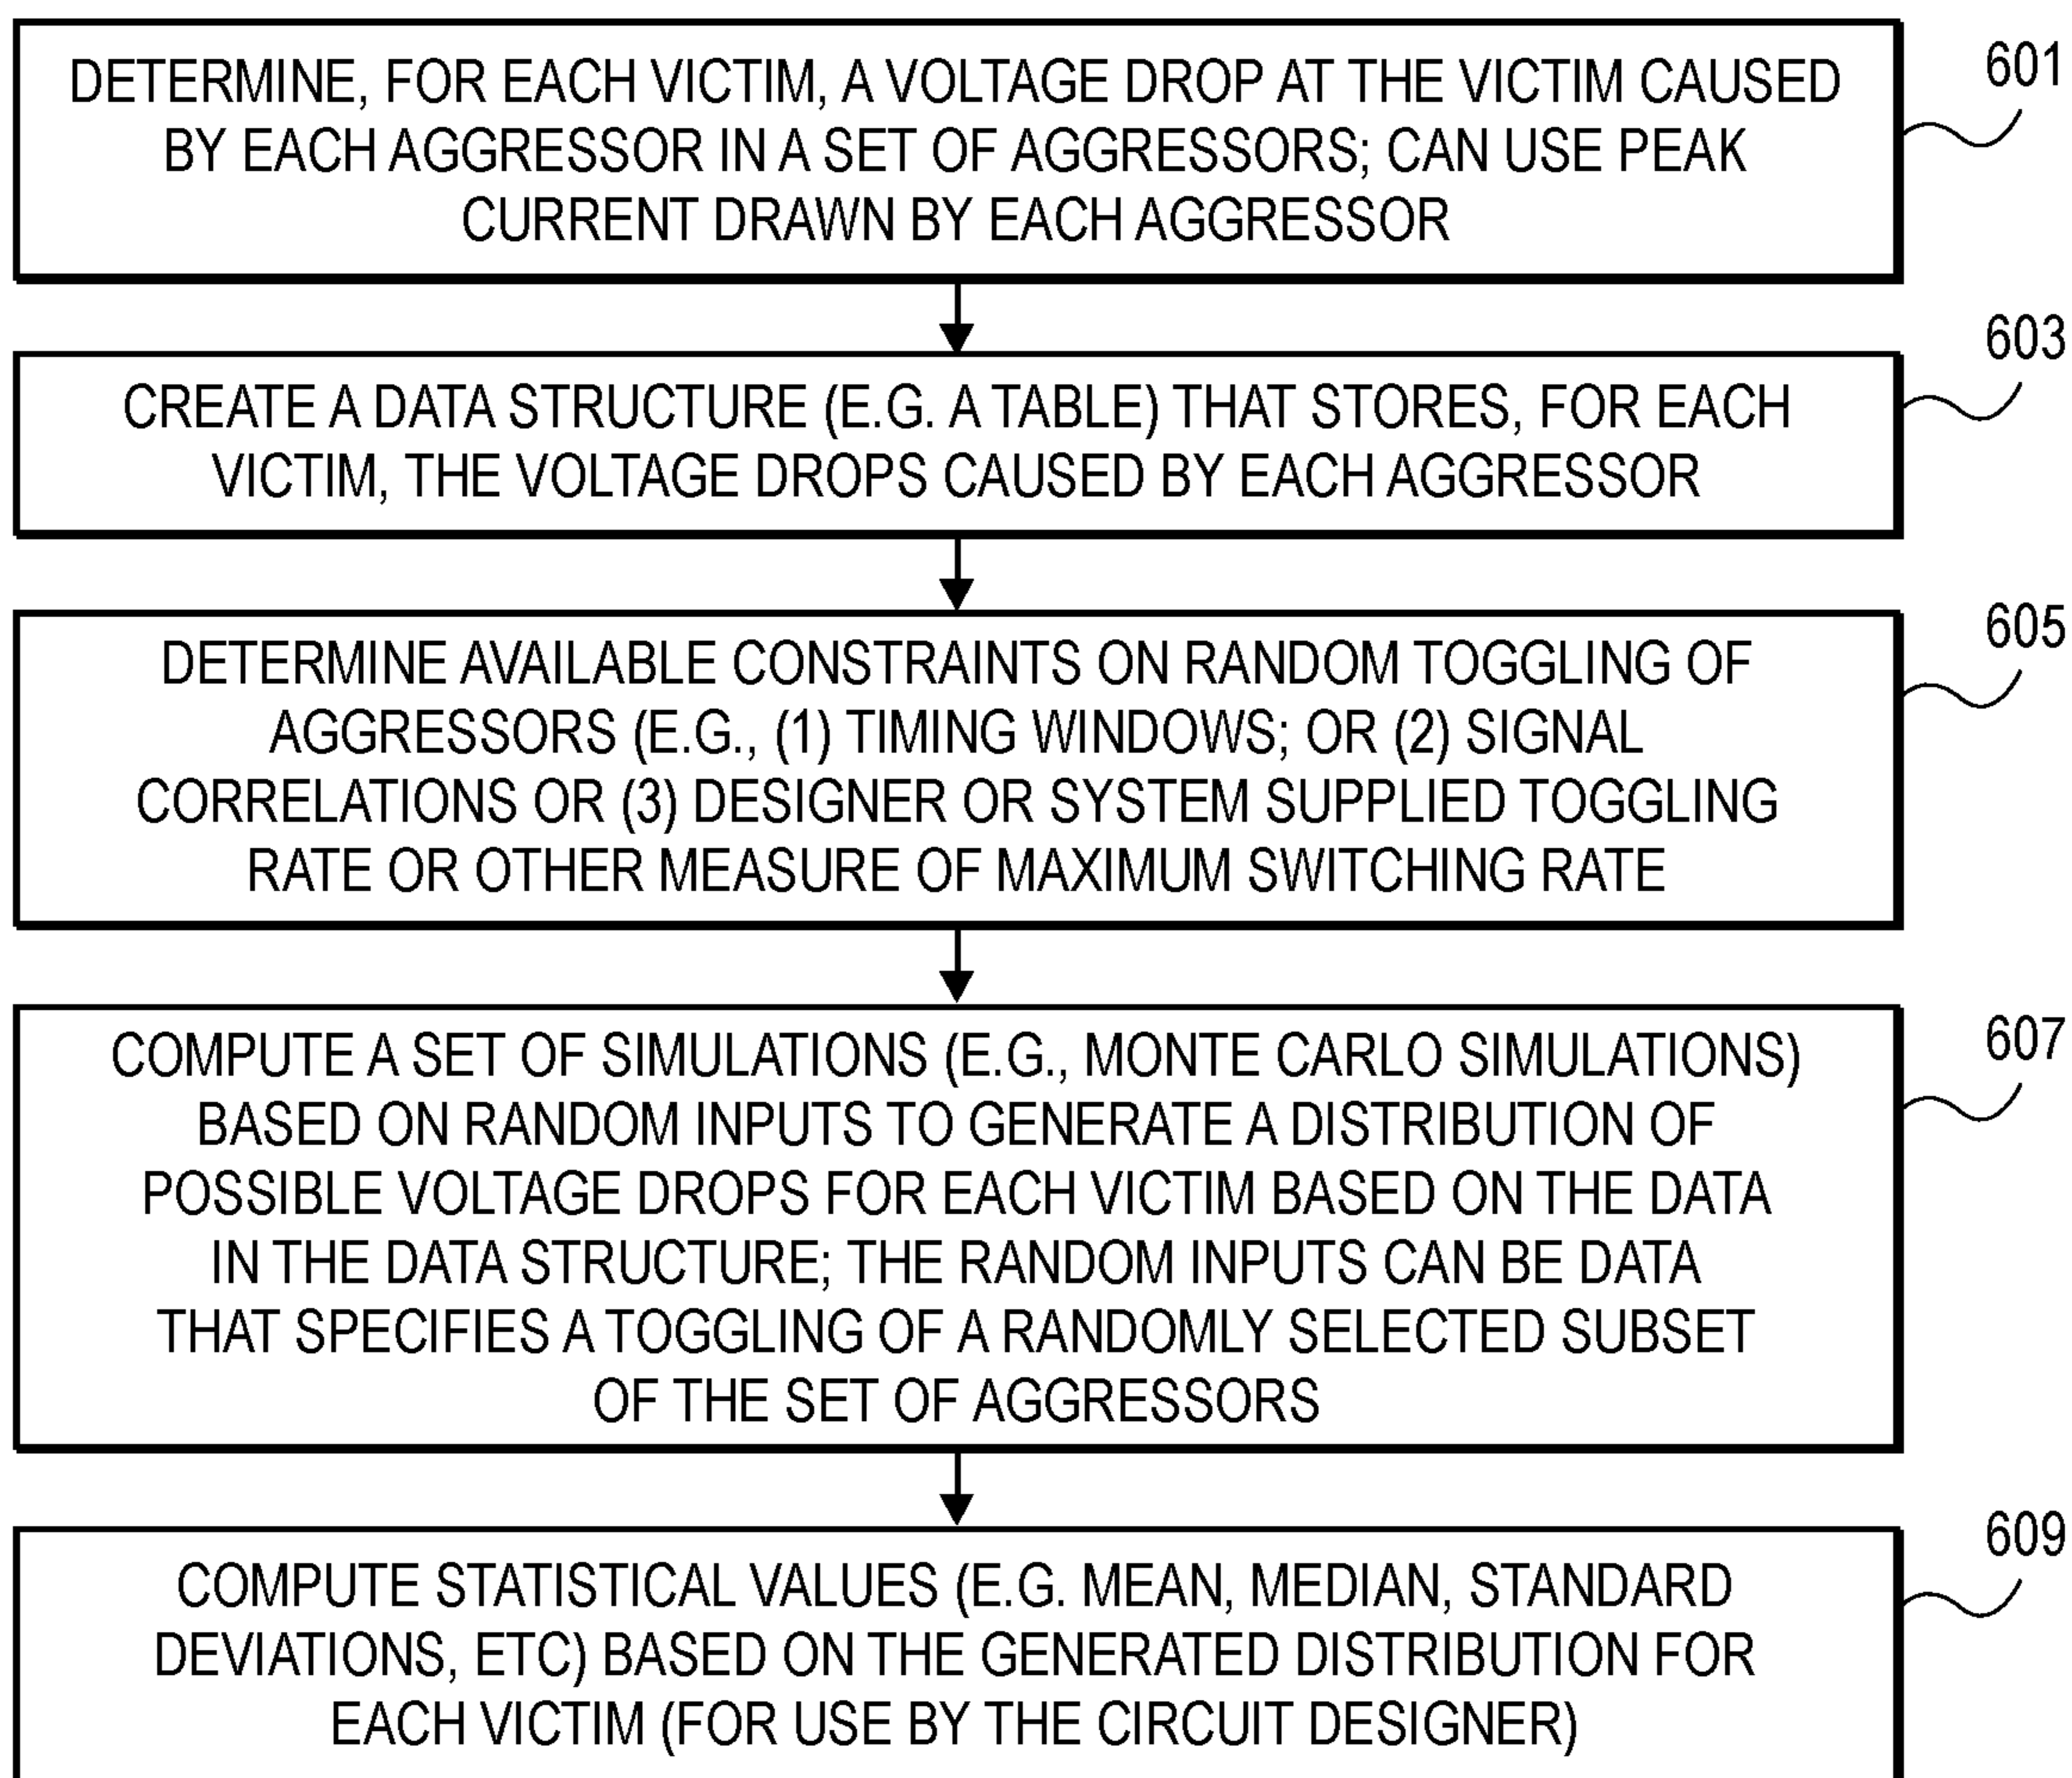 DETERMINE, FOR EACH VICTIM, A VOLTAGE DROP AT THE VICTIM CAUSED
BY EACH AGGRESSOR IN A SET OF AGGRESSORS; CAN USE PEAK
CURRENT DRAWN BY EACH AGGRESSOR
601
CREATE A DATA STRUCTURE (E.G. A TABLE) THAT STORES, FOR EACH
VICTIM, THE VOLTAGE DROPS CAUSED BY EACH AGGRESSOR
603
DETERMINE AVAILABLE CONSTRAINTS ON RANDOM TOGGLING OF
AGGRESSORS (E.G., (1) TIMING WINDOWS; OR (2) SIGNAL
CORRELATIONS OR (3) DESIGNER OR SYSTEM SUPPLIED TOGGLING
RATE OR OTHER MEASURE OF MAXIMUM SWITCHING RATE
605
COMPUTE A SET OF SIMULATIONS (E.G., MONTE CARLO SIMULATIONS)
BASED ON RANDOM INPUTS TO GENERATE A DISTRIBUTION OF
POSSIBLE VOLTAGE DROPS FOR EACH VICTIM BASED ON THE DATA
IN THE DATA STRUCTURE; THE RANDOM INPUTS CAN BE DATA
THAT SPECIFIES A TOGGLING OF A RANDOMLY SELECTED SUBSET
OF THE SET OF AGGRESSORS
607
COMPUTE STATISTICAL VALUES (E.G. MEAN, MEDIAN, STANDARD
DEVIATIONS, ETC) BASED ON THE GENERATED DISTRIBUTION FOR
EACH VICTIM (FOR USE BY THE CIRCUIT DESIGNER)
609